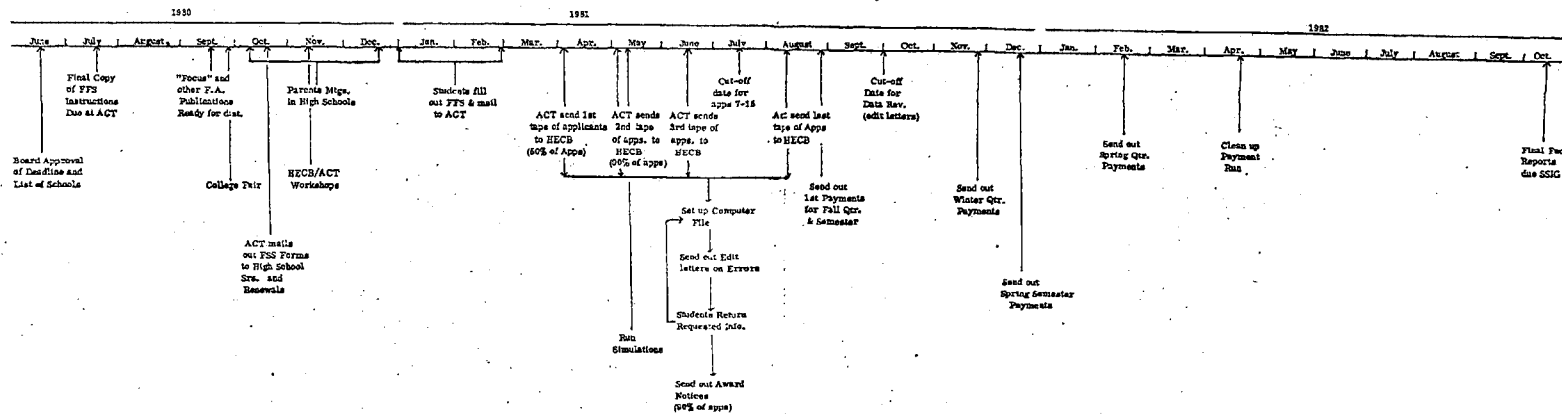 1980
1981
1982
June July August, Sept. Oct. Nov. Dec. Jan. Feb. Mar. Apr. May June July August Sept. Oct. Nov. Dec. Jan. Feb. Mar. Apr. May June July August Sept. Oct.
Board Approval
of Deadline and
List of Schools
Final Copy
of FFS
Instructions
Due at ACT
"Focus" and
other F.A.
Publications
Ready for dist.
College Fair
ACT mails
out FSS Forms
to High School
Srs. and
Renewals
Parents Mtgs.
in High Schools
HECB/ACT
Workshops
Students fill
out FFS & mail
to ACT
ACT send 1st
tape of applicants
to HECB
(60% of Apps)
ACT sends
2nd tape
of apps. to
HECB
(90% of apps)
ACT sends
3rd tape of
apps. to
HECB
Cut-off
date for
apps 7-15
Act send last
tape of Apps
to HECB
Run
Simulations
Set up Computer
File
Send out Edit
letters on Errors
Students Return
Requested Info.
Send out Award
Notices
(90% of apps)
Send out
1st Payments
for Fall Qtr.
& Semester
Cut-off
Date for
Data Rev.
(edit letters)
Send out
Winter Qtr.
Payments
Send out
Spring Semester
Payments
Send out
Spring Qtr.
Payments
Clean up
Payment
Run
Final Fed
Reports
due SSIG